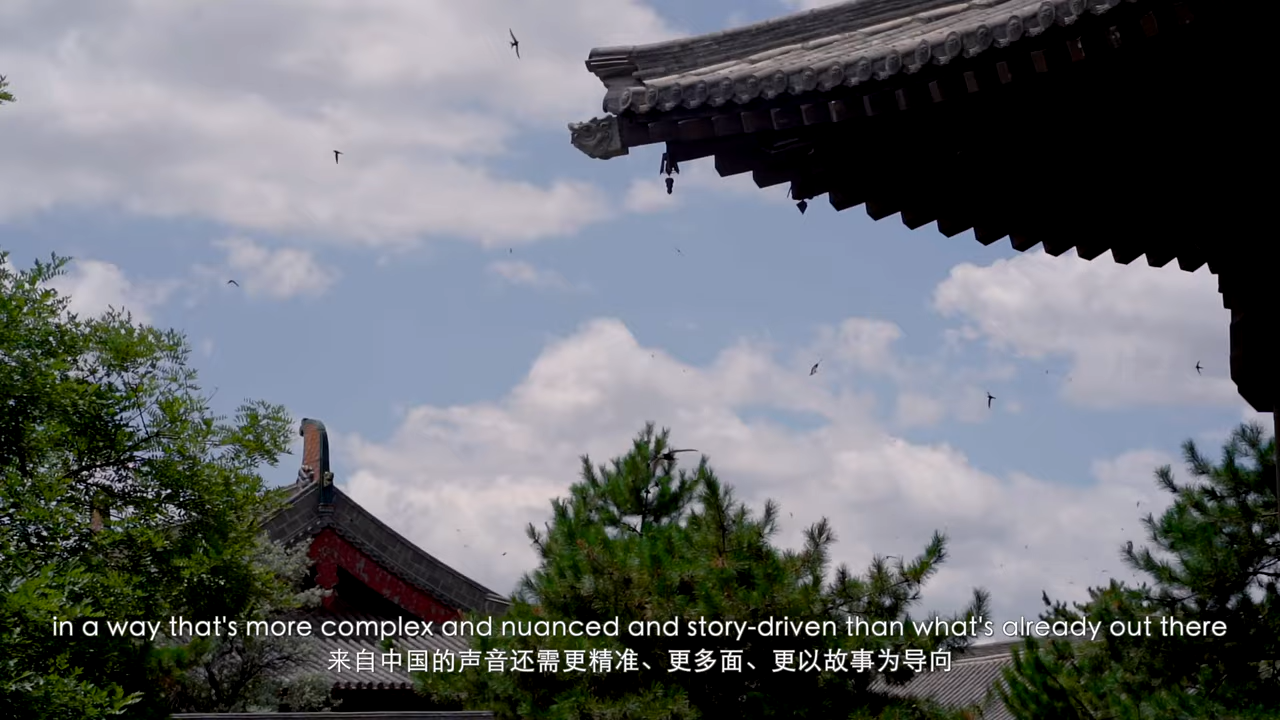 in a way that's more complex and nuanced and story-driven than what's already out there
来自中国的声音还需更精准、更多面、更以故事为导向